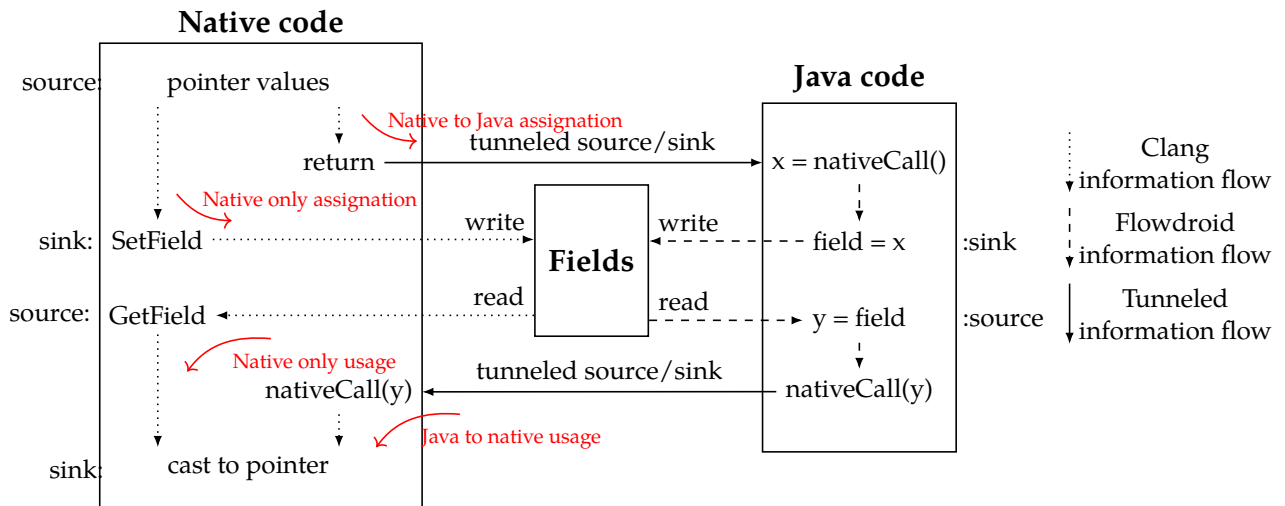 Native code
Java code
source: pointer values
Native to Java assignation
return
tunneled source/sink
x = nativeCall()
Clang
information flow
Native only assignation
sink: SetField
write
write
field = x
:sink
Flowdroid
information flow
Fields
source: GetField
read
read
y = field
:source
Tunneled
information flow
Native only usage
nativeCall(y)
tunneled source/sink
nativeCall(y)
Java to native usage
sink: cast to pointer